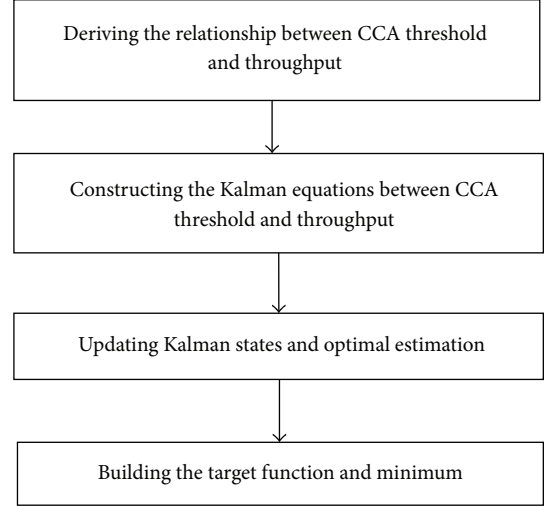 Deriving the relationship between CCA threshold
and throughput
Constructing the Kalman equations between CCA
threshold and throughput
Updating Kalman states and optimal estimation
Building the target function and minimum